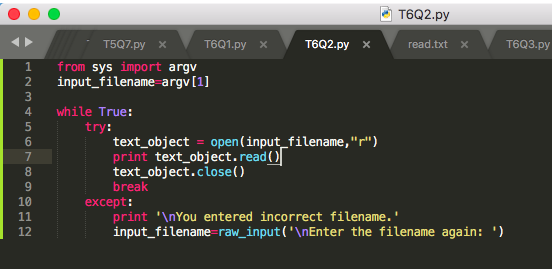 T6Q2.py
T5Q7.py
T6Q1.py
T6Q2.py
read.txt
T6Q3.py
1 from sys import argv
2 input_filename=argv[1]
3
4 while True:
5     try:
6         text_object = open(input_filename,"r")
7         print text_object.read()
8         text_object.close()
9         break
10     except:
11         print '\nYou entered incorrect filename.'
12         input_filename=raw_input('\nEnter the filename again: ')